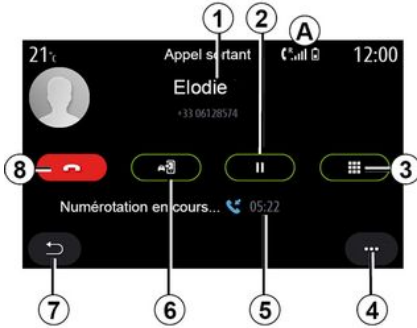 1 2 A
21°c Appel sortant R 12:00
Elodie
+33 06128574
8 3
Numérotation en cours... 05:22
7 6 5 4